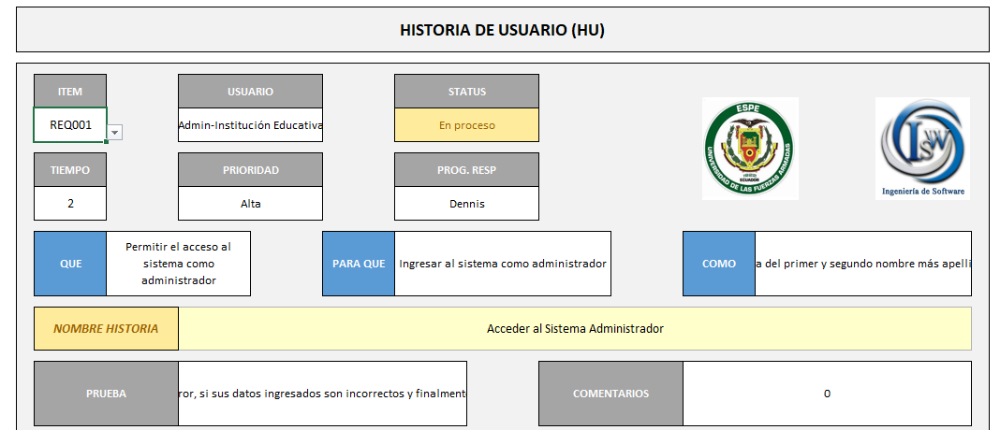 HISTORIA DE USUARIO (HU)
ITEM
USUARIO
STATUS
REQ001
Admin-Institución Educativa
En proceso
TIEMPO
PRIORIDAD
PROG. RESP
2
Alta
Dennis
ESPE
UNIVERSIDAD DE LAS FUERZAS ARMADAS
ECUADOR
ISW
Ingeniería de Software
QUE
Permitir el acceso al
sistema como
administrador
PARA QUE
Ingresar al sistema como administrador
COMO
a del primer y segundo nombre más apelli
NOMBRE HISTORIA
Acceder al Sistema Administrador
PRUEBA
ror, si sus datos ingresados son incorrectos y finalment
COMENTARIOS
0